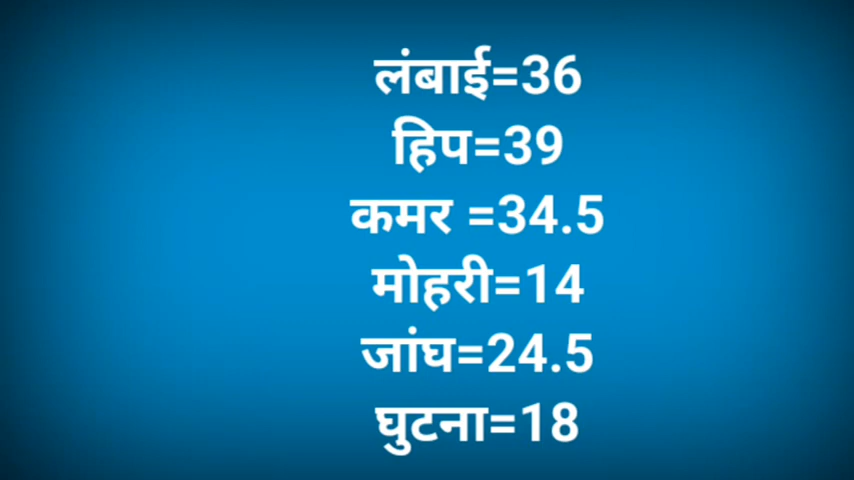 लंबाई=36
हिप=39
कमर =34.5
मोहरी=14
जांघ=24.5
घुटना=18